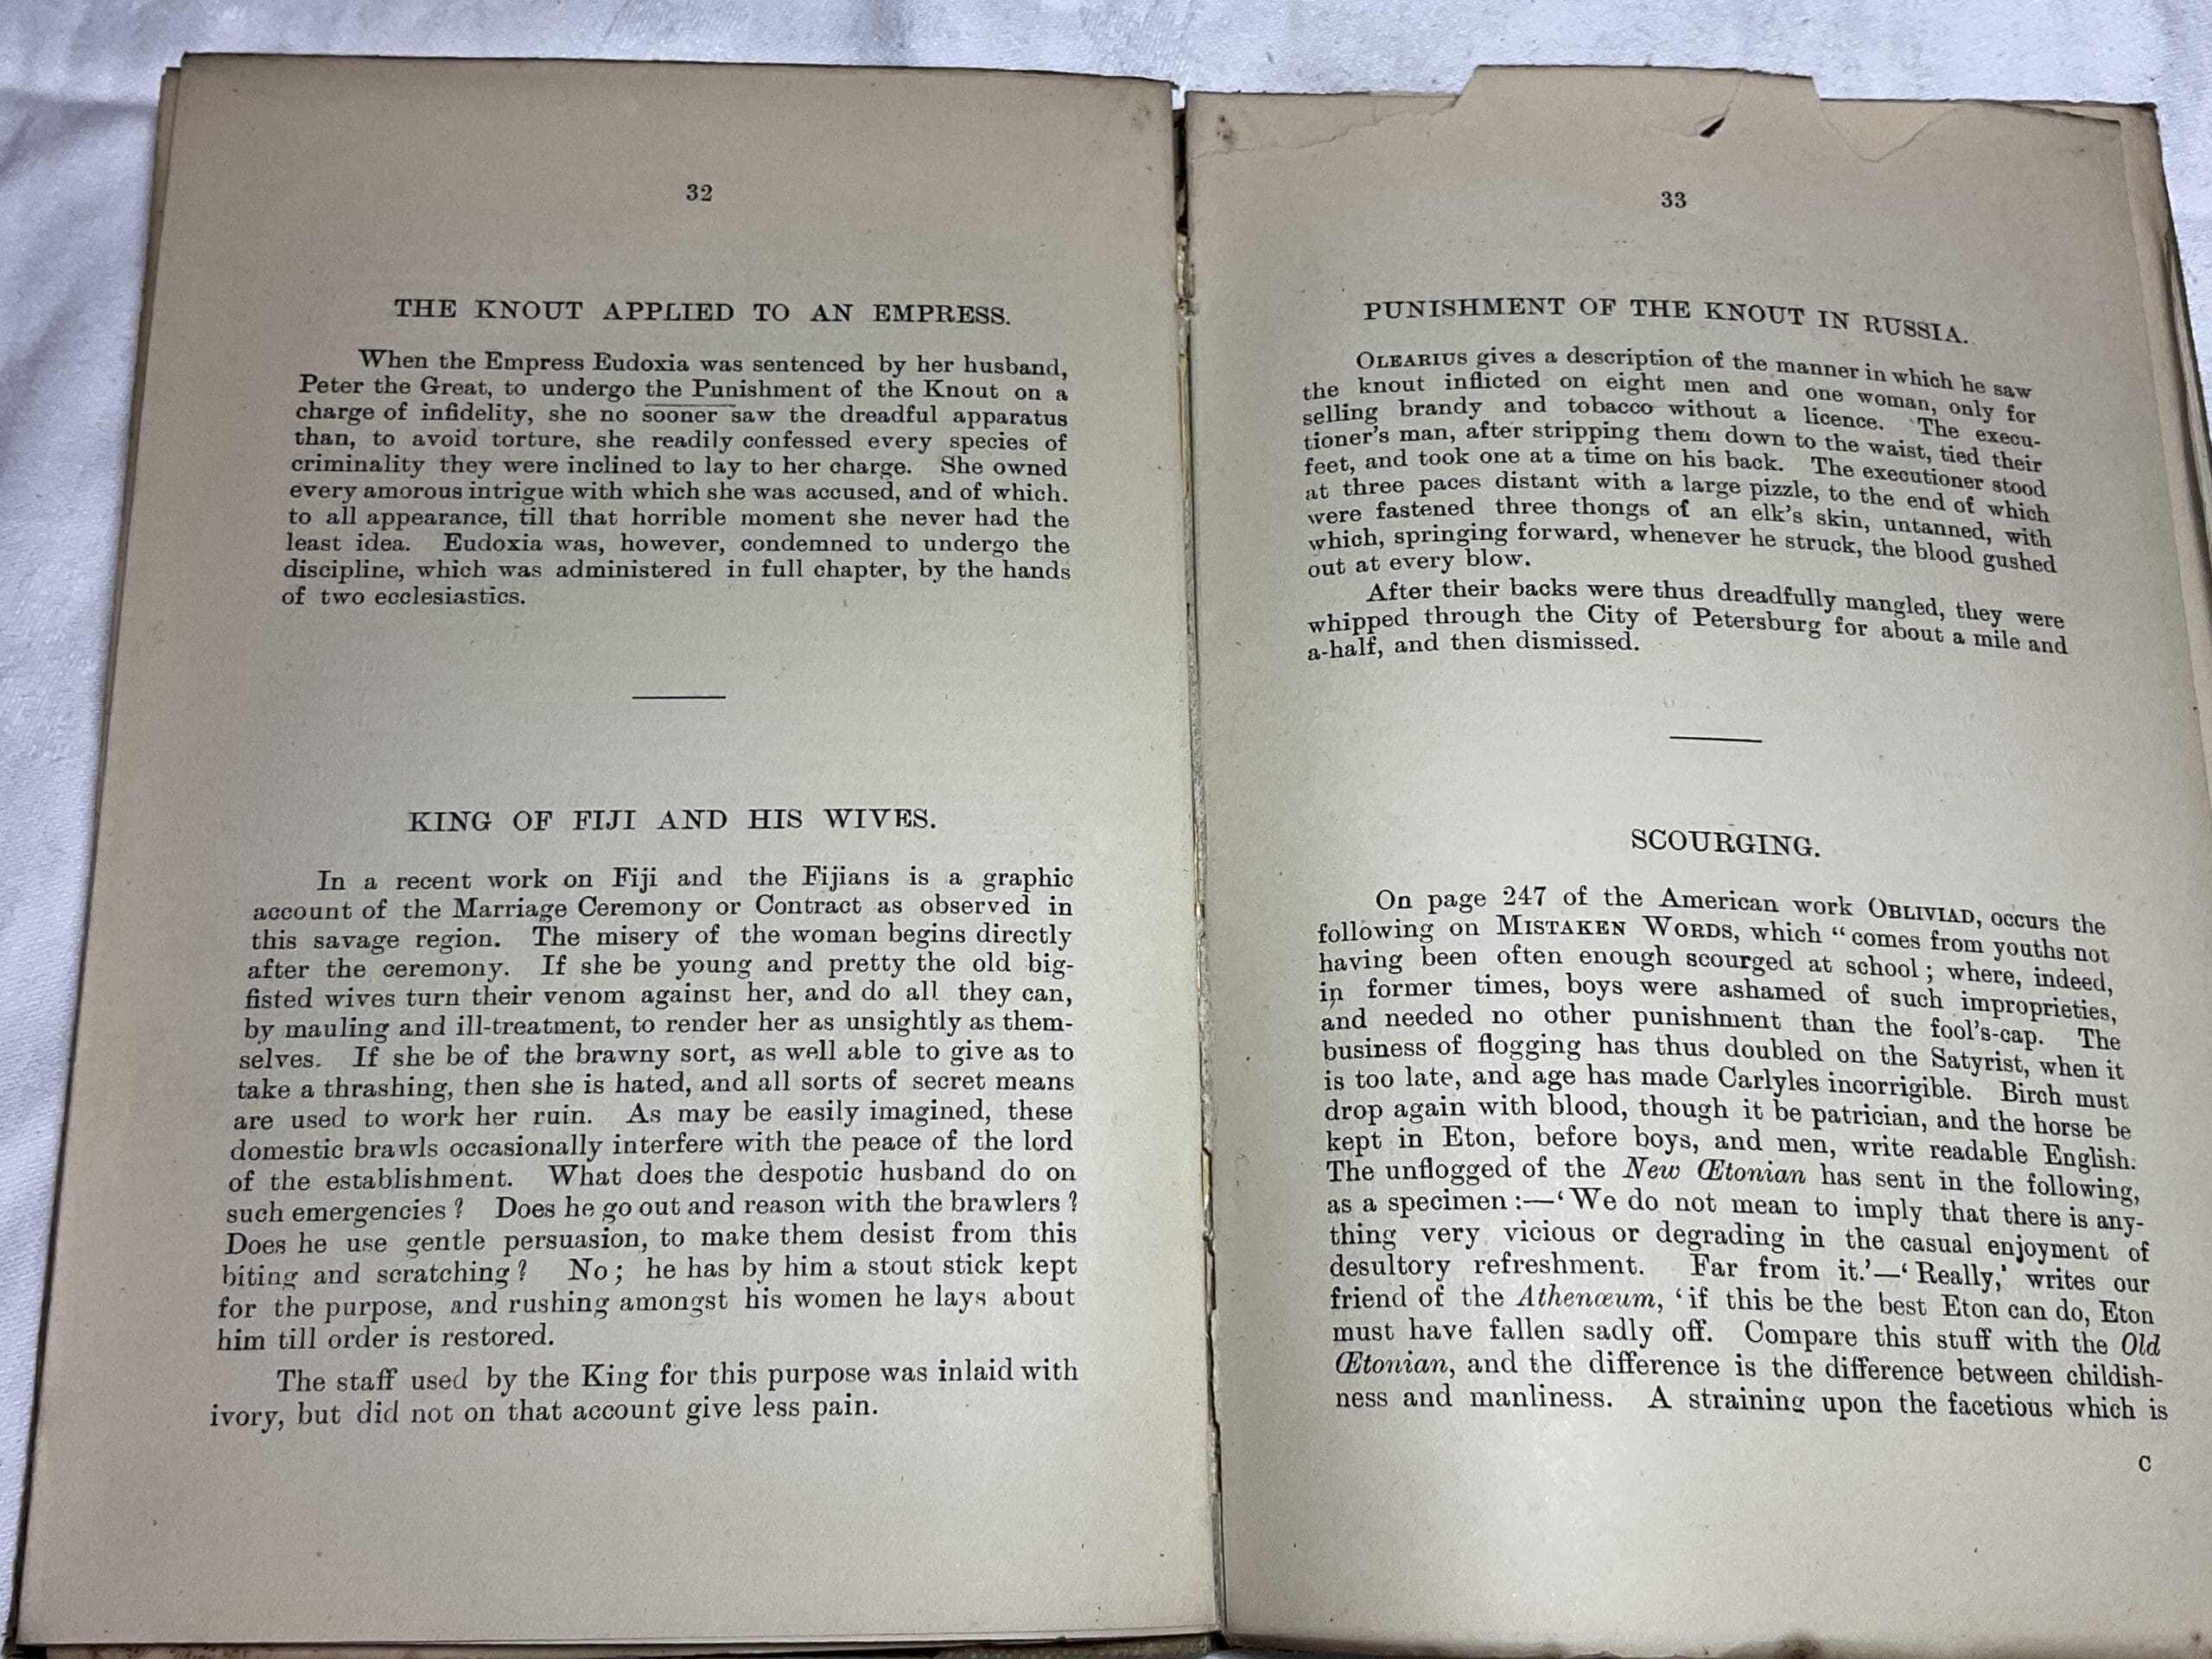 32
THE KNOUT APPLIED TO AN EMPRESS.
When the Empress Eudoxia was sentenced by her husband,
Peter the Great, to undergo the Punishment of the Knout on a
charge of infidelity, she no sooner saw the dreadful apparatus
than, to avoid torture, she readily confessed every species of
criminality they were inclined to lay to her charge. She owned
every amorous intrigue with which she was accused, and of which.
to all appearance, till that horrible moment she never had the
least idea. Eudoxia was, however, condemned to undergo the
discipline, which was administered in full chapter, by the hands
of two ecclesiastics.
KING OF FIJI AND HIS WIVES.
In a recent work on Fiji and the Fijians is a graphic
account of the Marriage Ceremony or Contract as observed in
this savage region. The misery of the woman begins directly
after the ceremony. If she be young and pretty the old big-
fisted wives turn their venom against her, and do all they can,
by mauling and ill-treatment, to render her as unsightly as them-
selves. If she be of the brawny sort, as well able to give as to
take a thrashing, then she is hated, and all sorts of secret means
are used to work her ruin. As may be easily imagined, these
domestic brawls occasionally interfere with the peace of the lord
of the establishment. What does the despotic husband do on
such emergencies? Does he go out and reason with the brawlers?
Does he use gentle persuasion, to make them desist from this
biting and scratching? No; he has by him a stout stick kept
for the purpose, and rushing amongst his women he lays about
him till order is restored.
The staff used by the King for this purpose was inlaid with
ivory, but did not on that account give less pain.
33
PUNISHMENT OF THE KNOUT IN RUSSIA.
OLEARIUS gives a description of the manner in which he saw
the knout inflicted on eight men and one woman, only for
selling brandy and tobacco without a licence. The execu-
tioner's man, after stripping them down to the waist, tied their
feet, and took one at a time on his back. The executioner stood
at three paces distant with a large pizzle, to the end of which
were fastened three thongs of an elk's skin, untanned, with
which, springing forward, whenever he struck, the blood gushed
out at every blow.
After their backs were thus dreadfully mangled, they were
whipped through the City of Petersburg for about a mile and
a-half, and then dismissed.
SCOURGING.
On page 247 of the American work OBLIVIAD, occurs the
following on MISTAKEN WORDS, which "comes from youths not
having been often enough scourged at school; where, indeed,
in former times, boys were ashamed of such improprieties,
and needed no other punishment than the fool's-cap. The
business of flogging has thus doubled on the Satyrist, when it
is too late, and age has made Carlyles incorrigible. Birch must
drop again with blood, though it be patrician, and the horse be
kept in Eton, before boys, and men, write readable English.
The unflogged of the New Œtonian has sent in the following,
as a specimen:—'We do not mean to imply that there is any-
thing very vicious or degrading in the casual enjoyment of
desultory refreshment. Far from it.'—'Really,' writes our
friend of the Athenœum, 'if this be the best Eton can do, Eton
must have fallen sadly off. Compare this stuff with the Old
Œtonian, and the difference is the difference between childish-
ness and manliness. A straining upon the facetious which is
C